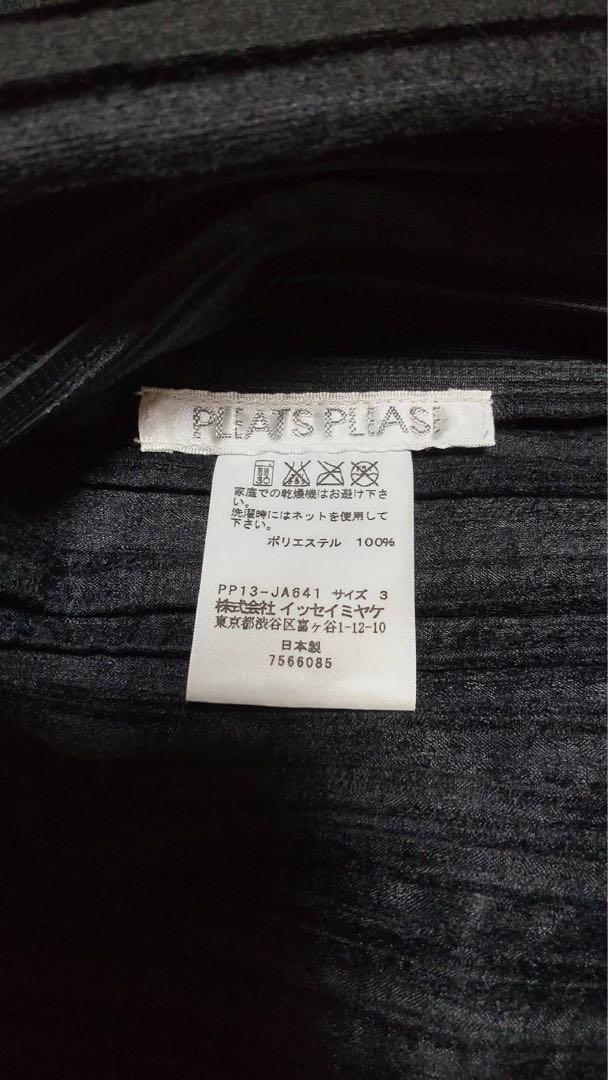 PLEATS PLEASE
30
家庭での乾燥機はお避け下さ
い。
洗濯時にはネットを使用して
下さい。
ポリエステル 100%
PP13-JA641 サイズ 3
株式会社 イッセイミヤケ
東京都渋谷区富ヶ谷1-12-10
日本製
7566085